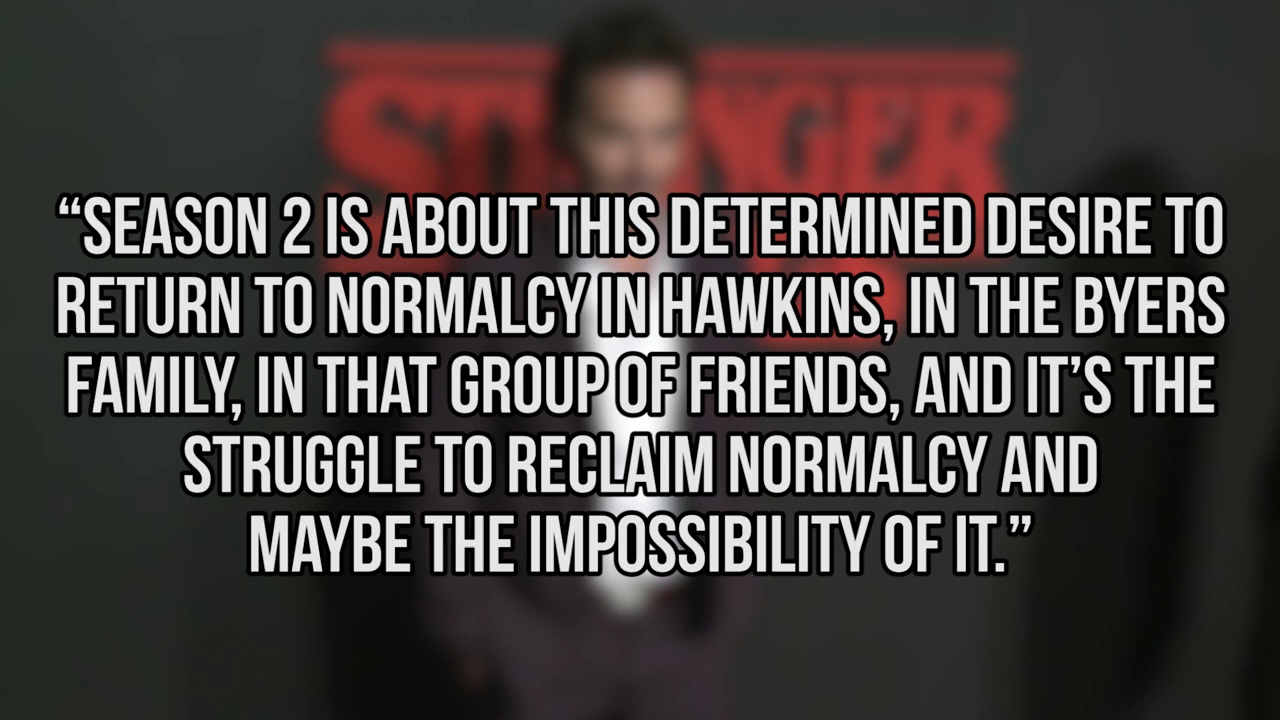 STRANGER
“SEASON 2 IS ABOUT THIS DETERMINED DESIRE TO
RETURN TO NORMALCY IN HAWKINS, IN THE BYERS
FAMILY, IN THAT GROUP OF FRIENDS, AND IT’S THE
STRUGGLE TO RECLAIM NORMALCY AND
MAYBE THE IMPOSSIBILITY OF IT.”